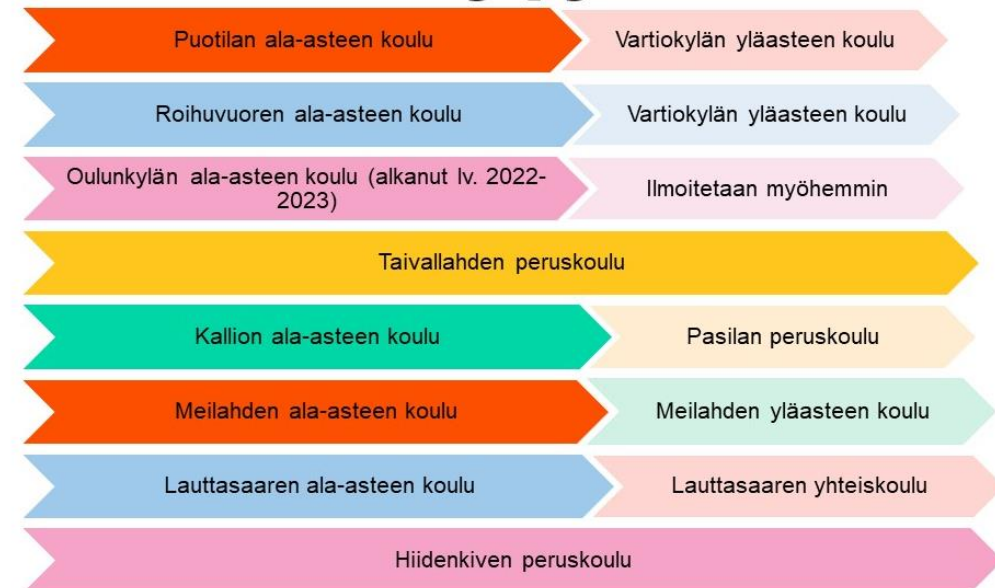 Puotilan ala-asteen koulu
Vartiokylän yläasteen koulu
Roihuvuoren ala-asteen koulu
Vartiokylän yläasteen koulu
Oulunkylän ala-asteen koulu (alkanut lv. 2022-
2023)
Ilmoitetaan myöhemmin
Taivallahden peruskoulu
Kallion ala-asteen koulu
Pasilan peruskoulu
Meilahden ala-asteen koulu
Meilahden yläasteen koulu
Lauttasaaren ala-asteen koulu
Lauttasaaren yhteiskoulu
Hiidenkiven peruskoulu